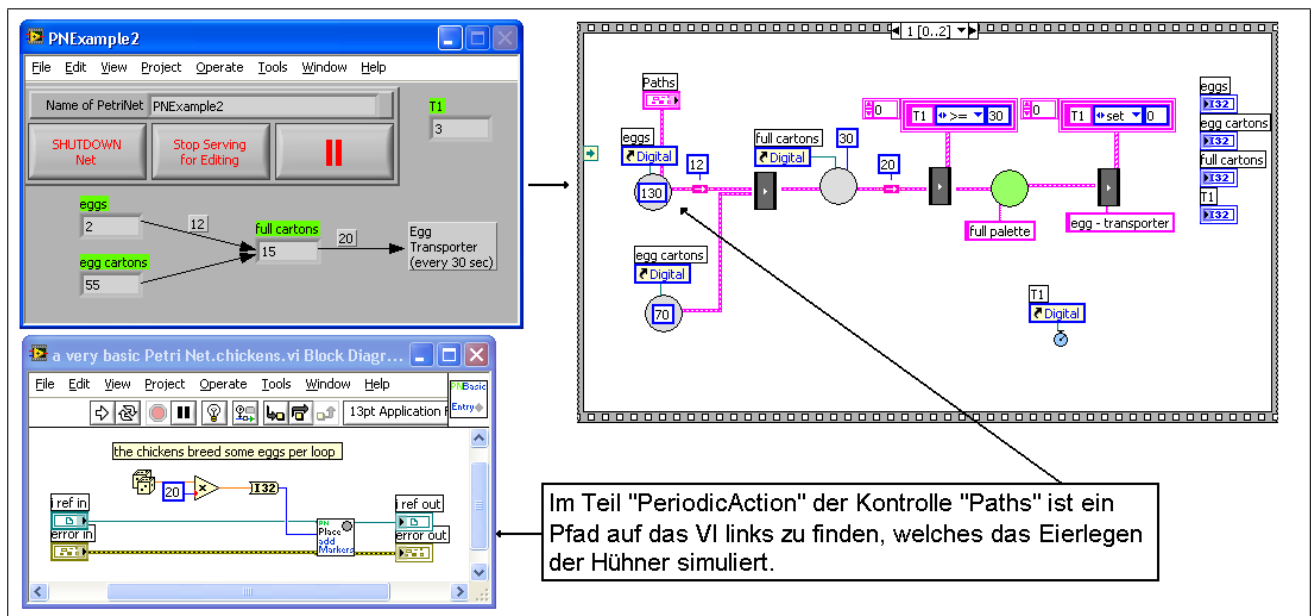 PNExample2
File Edit View Project Operate Tools Window Help
Name of PetriNet PNExample2
SHUTDOWN
Net
Stop Serving
for Editing
T1
3
eggs
2
12
egg cartons
55
full cartons
15
20
Egg
Transporter
(every 30 sec)
1 [0..2]
Paths
eggs
Digital
130
12
full cartons
Digital
30
20
0
T1 >= 30
0
T1 set 0
full palette
egg - transporter
egg cartons
Digital
70
T1
Digital
eggs
I32
egg cartons
I32
full cartons
I32
T1
I32
a very basic Petri Net.chickens.vi Block Diagr...
File Edit View Project Operate Tools Window Help
PNBasic
Entry
13pt Application F
the chickens breed some eggs per loop
20
x
I32
i ref in
error in
PN
Place
add
Markers
i ref out
error out
Im Teil "PeriodicAction" der Kontrolle "Paths" ist ein
Pfad auf das VI links zu finden, welches das Eierlegen
der Hühner simuliert.